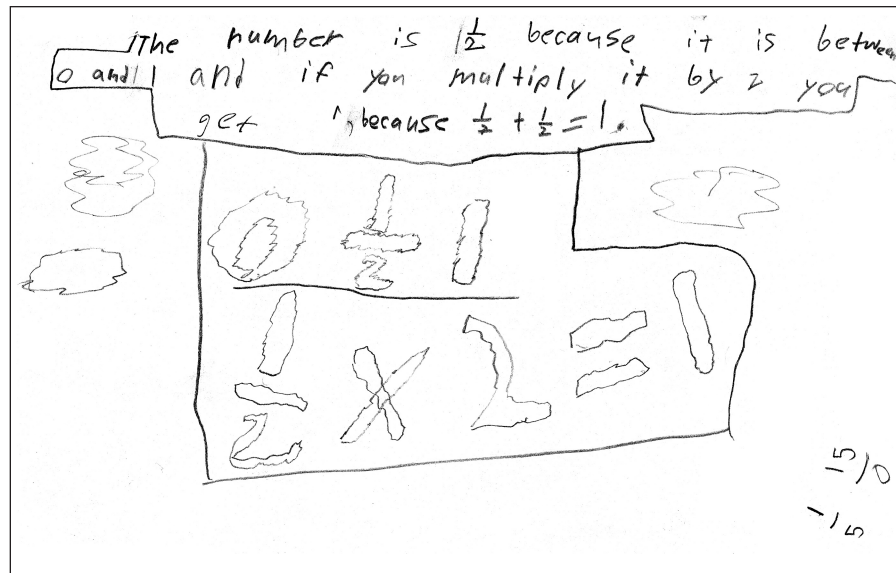 The number is 1/2 because it is between
0 and 1 and if you multiply it by 2 you
get 1, because 1/2 + 1/2 = 1.
0 1/2 1
1/2 x 2 = 1